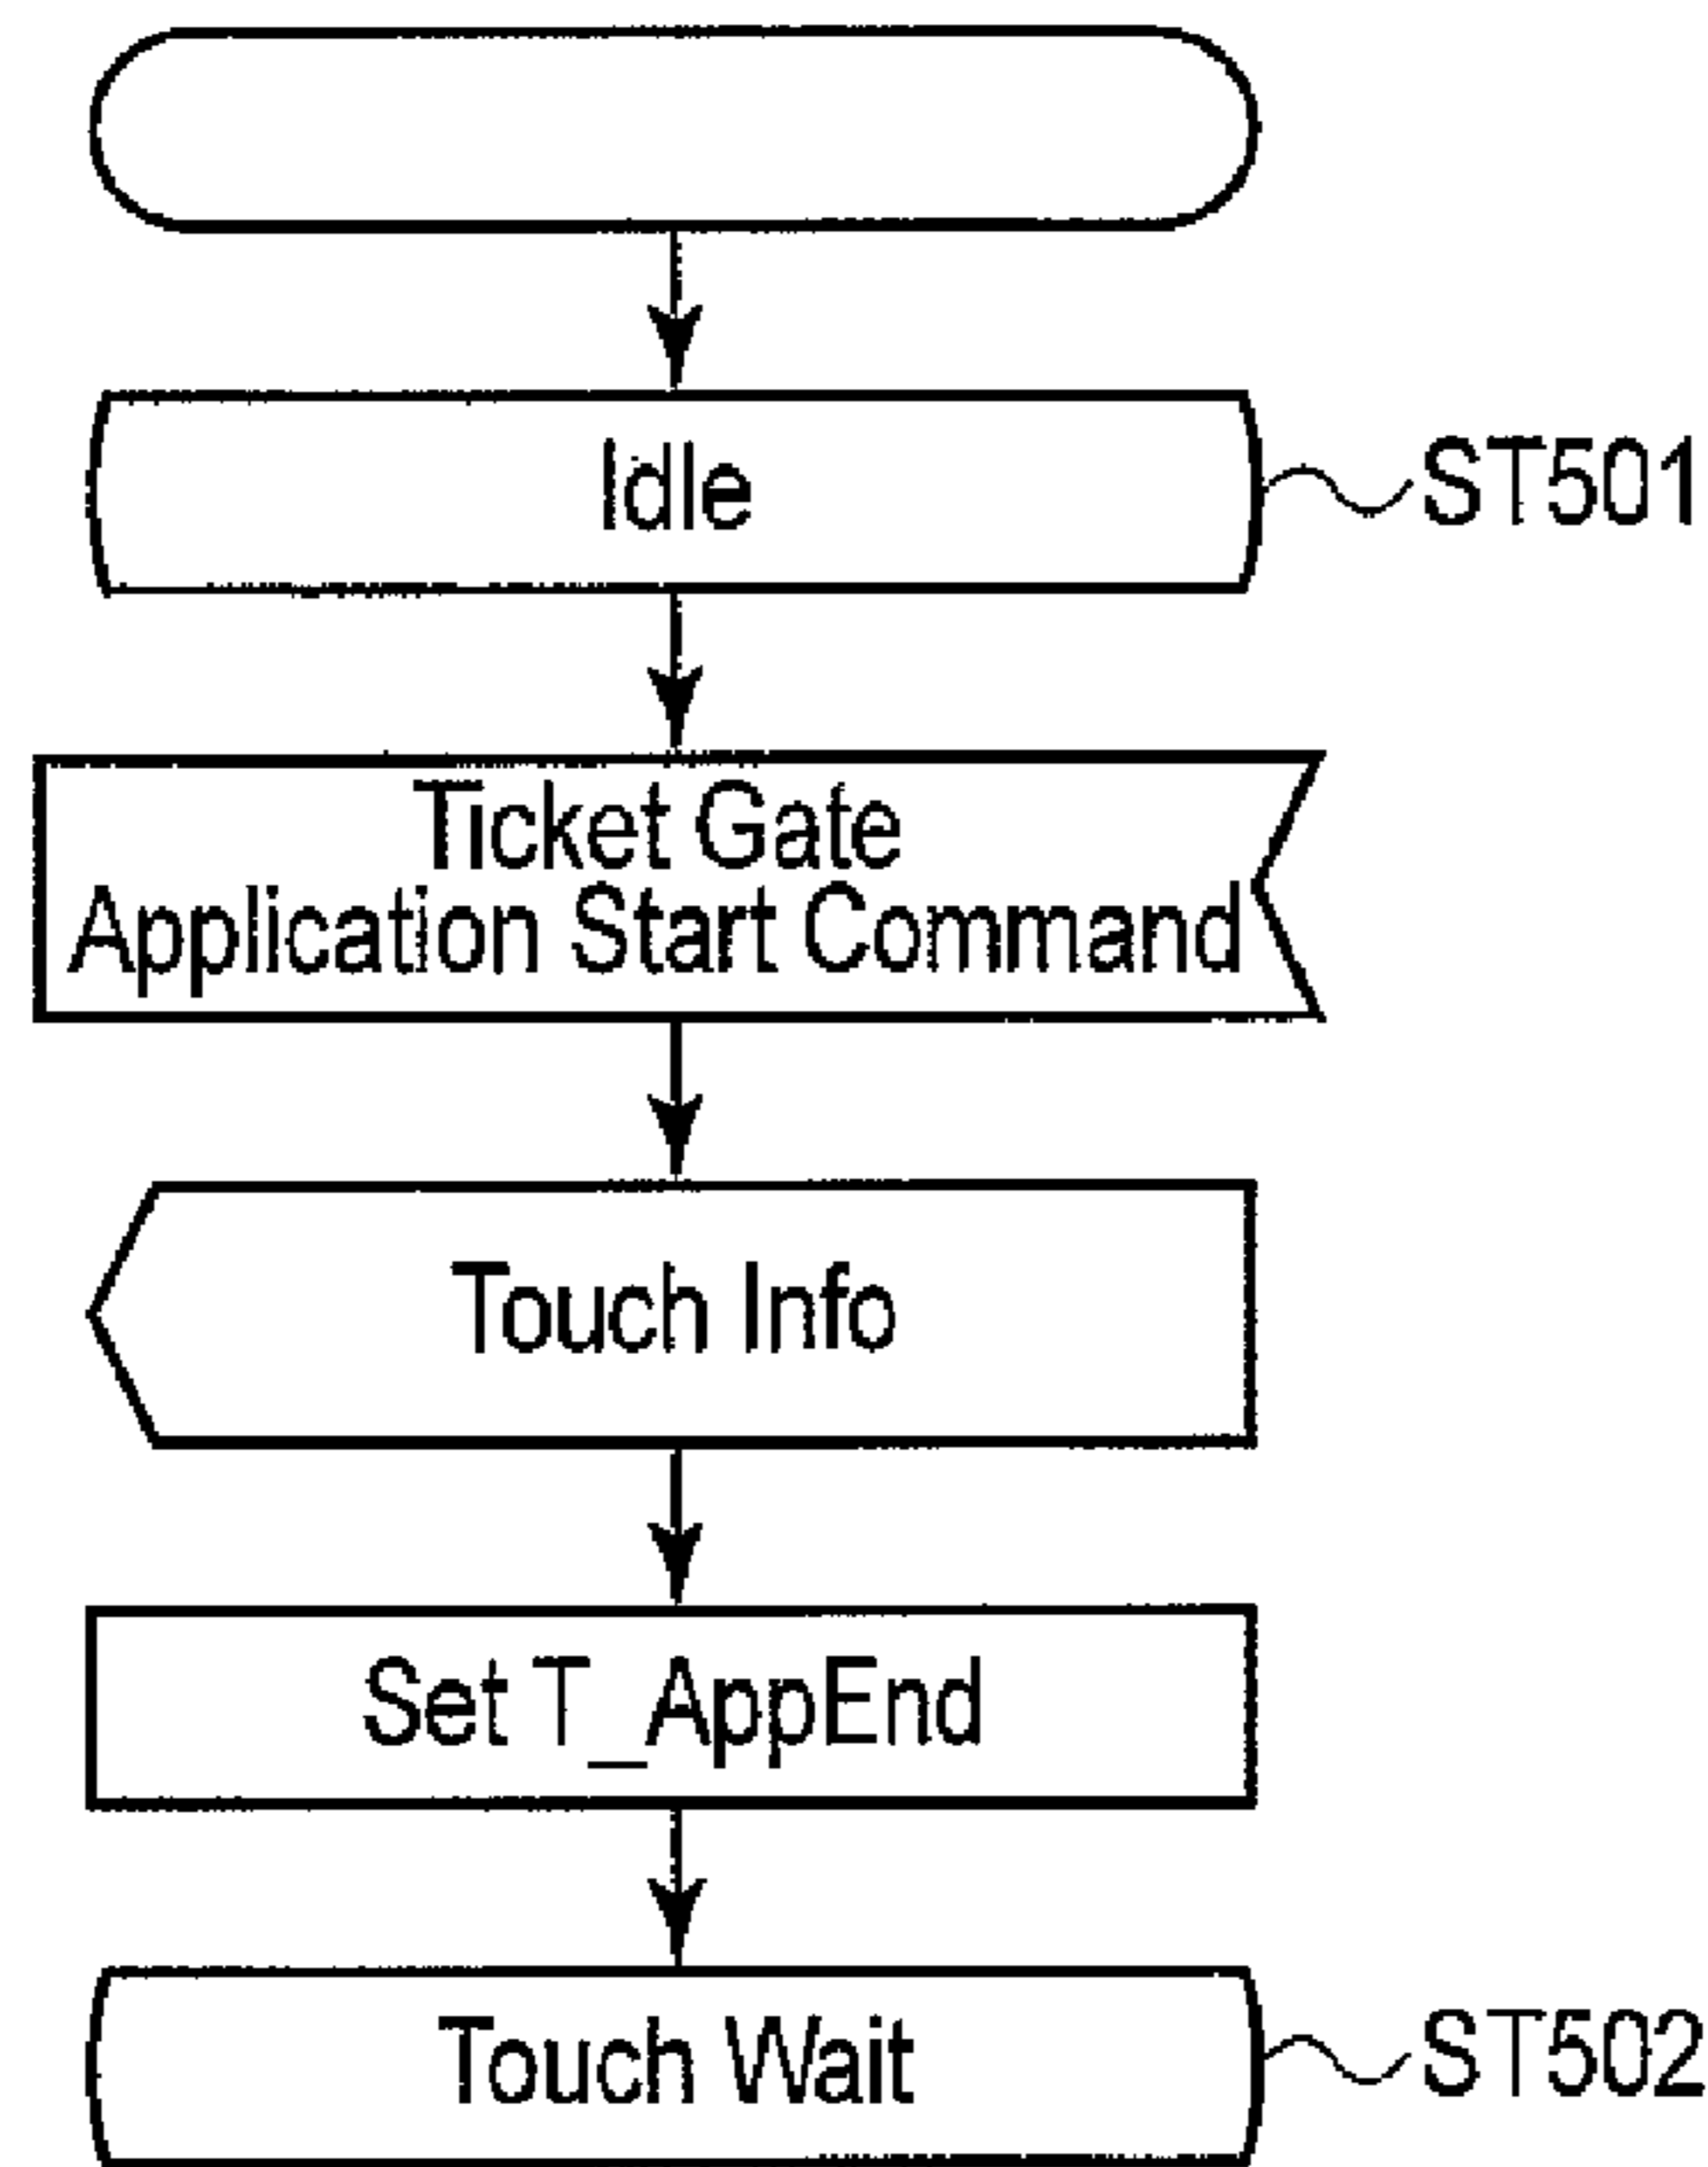 Idle
ST501
Ticket Gate
Application Start Command
Touch Info
Set T_AppEnd
Touch Wait
ST502